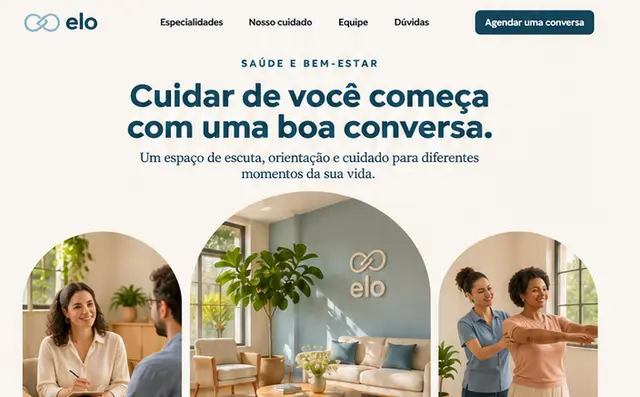 elo
Especialidades
Nosso cuidado
Equipe
Dúvidas
Agendar uma conversa
SAÚDE E BEM-ESTAR
Cuidar de você começa
com uma boa conversa.
Um espaço de escuta, orientação e cuidado para diferentes
momentos da sua vida.
elo